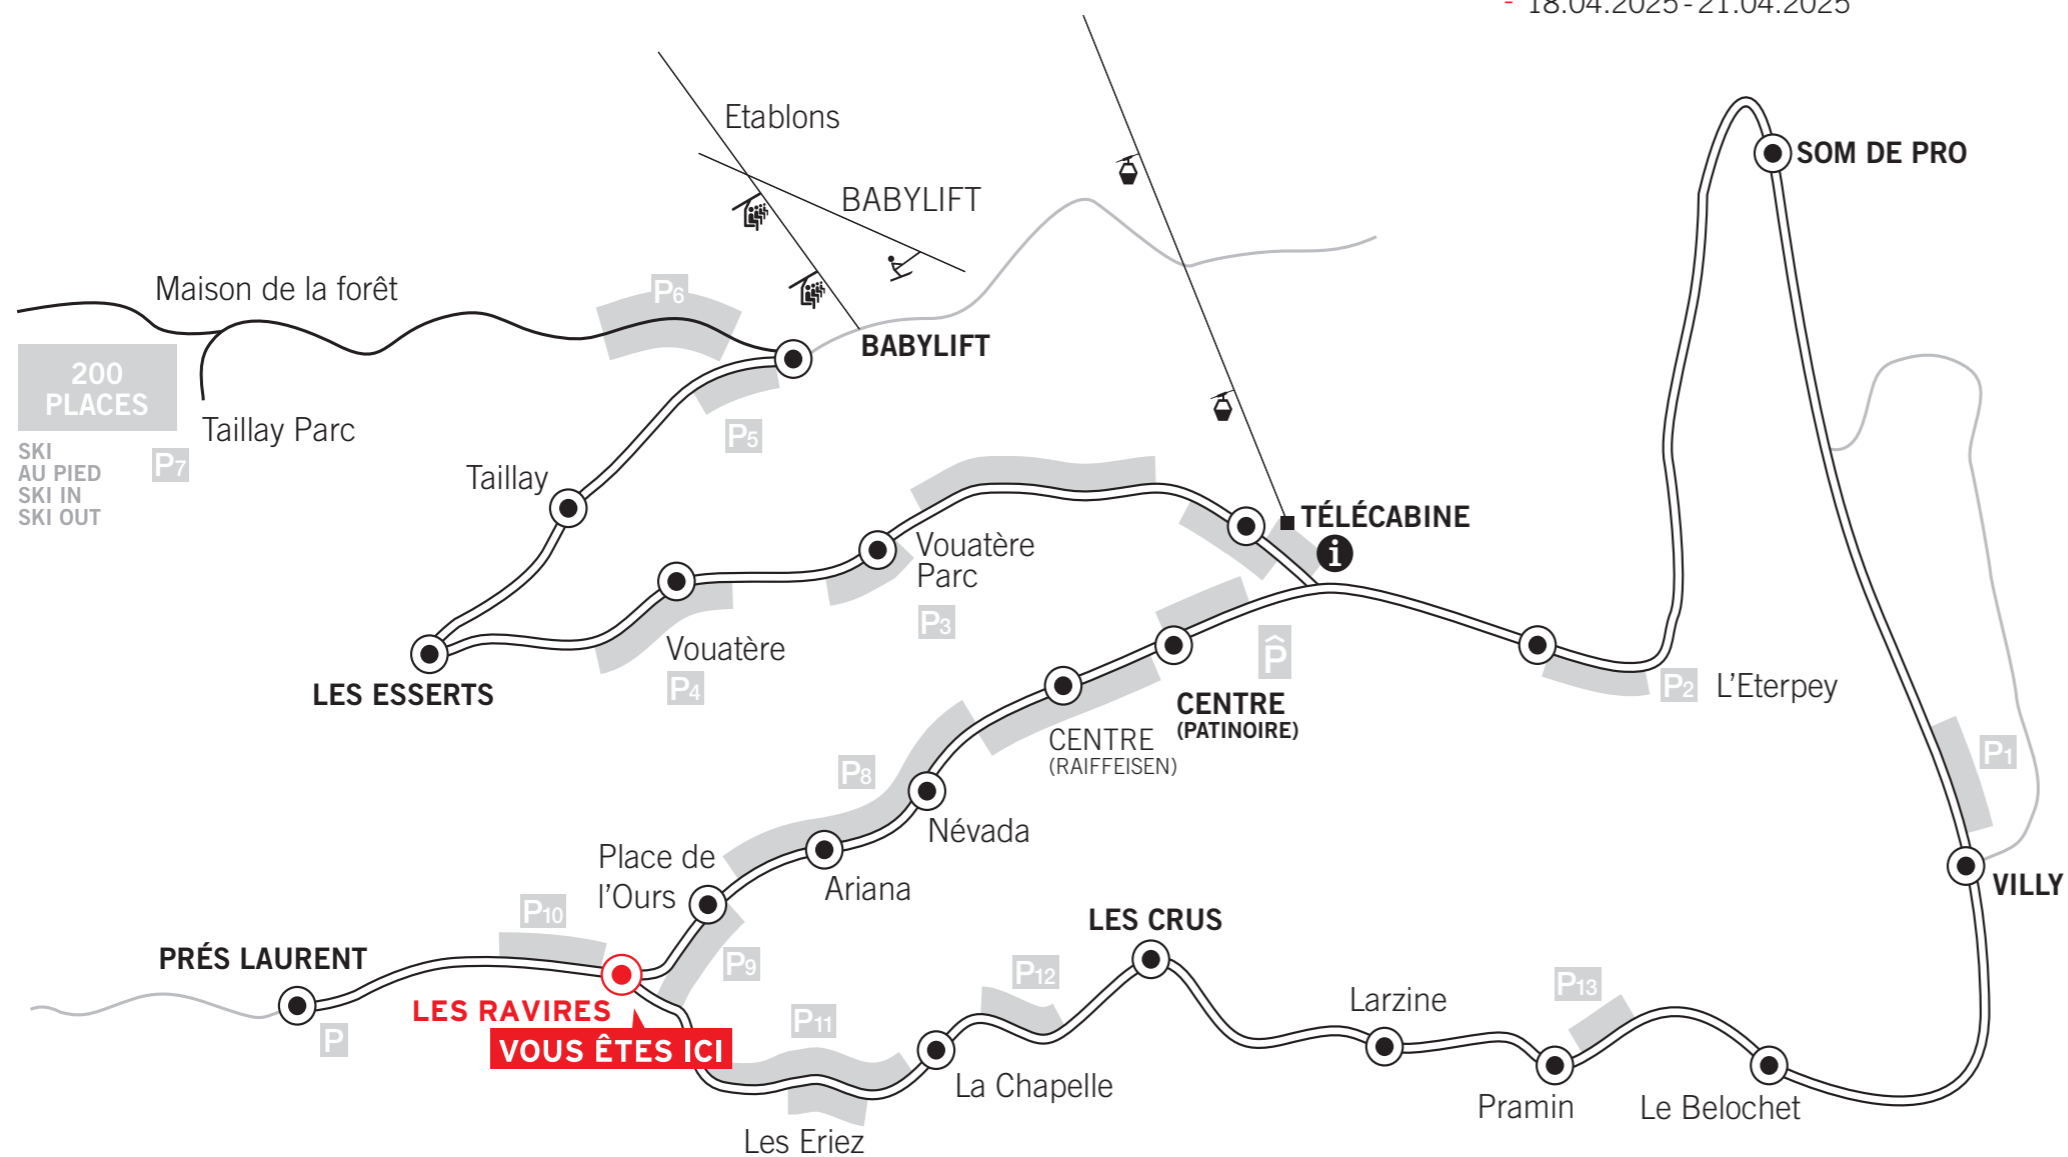 - 18.04.2025 - 21.04.2025
Etablons
BABYLIFT
SOM DE PRO
Maison de la forêt
P6
BABYLIFT
200
PLACES
Taillay Parc
P5
SKI
AU PIED
SKI IN
SKI OUT
P7
Taillay
TÉLÉCABINE
i
Vouatère
Parc
P3
Vouatère
P4
LES ESSERTS
P
CENTRE
(PATINOIRE)
P2 L'Eterpey
CENTRE
(RAIFFEISEN)
P1
P8
Névada
Place de
l'Ours
Ariana
VILLY
P10
LES CRUS
PRÉS LAURENT
P9
P12
P13
LES RAVIRES
Larzine
P
P11
VOUS ÊTES ICI
La Chapelle
Pramin
Le Belochet
Les Eriez